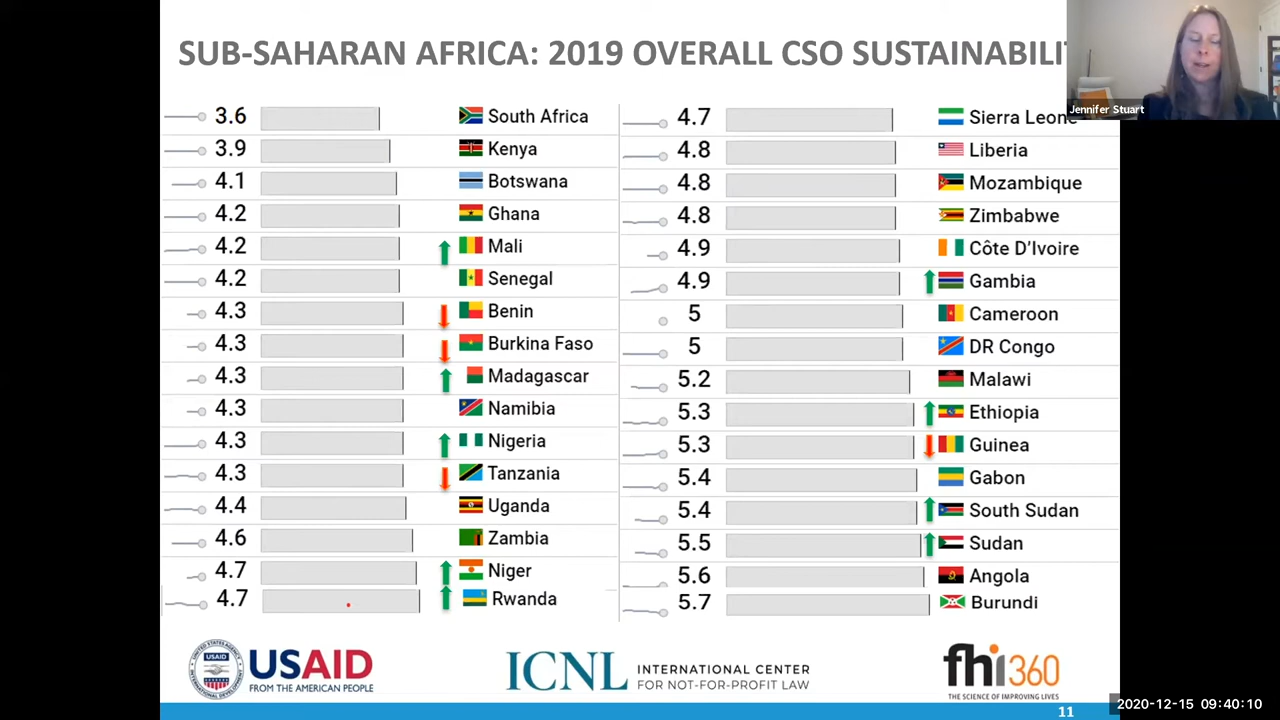 SUB-SAHARAN AFRICA: 2019 OVERALL CSO SUSTAINABILIT
Jennifer Stuart
3.6 South Africa
3.9 Kenya
4.1 Botswana
4.2 Ghana
4.2 Mali
4.2 Senegal
4.3 Benin
4.3 Burkina Faso
4.3 Madagascar
4.3 Namibia
4.3 Nigeria
4.3 Tanzania
4.4 Uganda
4.6 Zambia
4.7 Niger
4.7 Rwanda
4.7 Sierra Leone
4.8 Liberia
4.8 Mozambique
4.8 Zimbabwe
4.9 Côte D'Ivoire
4.9 Gambia
5 Cameroon
5 DR Congo
5.2 Malawi
5.3 Ethiopia
5.3 Guinea
5.4 Gabon
5.4 South Sudan
5.5 Sudan
5.6 Angola
5.7 Burundi
UNITED STATES AGENCY
USAID
INTERNATIONAL DEVELOPMENT
USAID
FROM THE AMERICAN PEOPLE
ICNL
INTERNATIONAL CENTER
FOR NOT-FOR-PROFIT LAW
fhi360
THE SCIENCE OF IMPROVING LIVES
2020-12-15 09:40:10
11